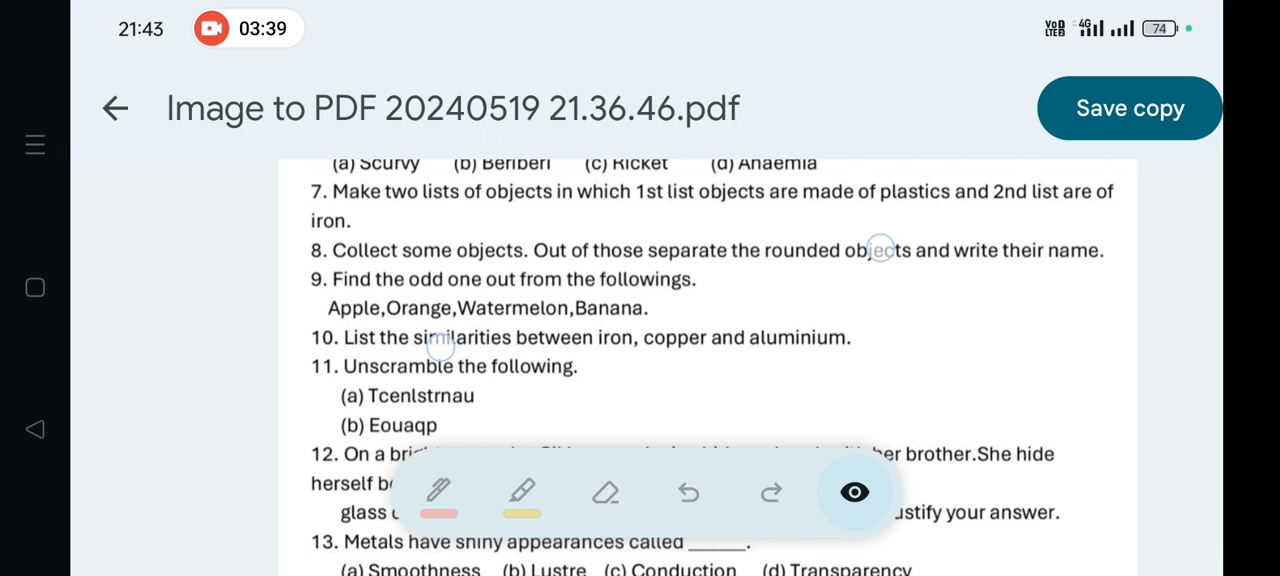 21:43 03:39 VoD LTE2 4G 74
Image to PDF 20240519 21.36.46.pdf
Save copy
(a) Scurvy (b) Beriberi (c) Ricket (d) Anaemia
7. Make two lists of objects in which 1st list objects are made of plastics and 2nd list are of
iron.
8. Collect some objects. Out of those separate the rounded objects and write their name.
9. Find the odd one out from the followings.
Apple,Orange,Watermelon,Banana.
10. List the similarities between iron, copper and aluminium.
11. Unscramble the following.
(a) Tcenlstrnau
(b) Eouaqp
12. On a her brother.She hide
herself
glass your answer.
13. Metals have shiny appearances called ______.
(a) Smoothness (b) Lustre (c) Conduction (d) Transparency